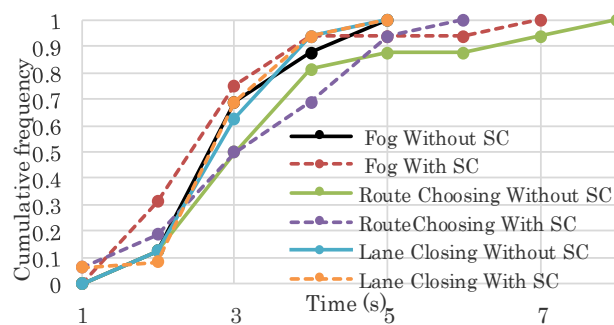 1
0.9
0.8
0.7
0.6
0.5
0.4
0.3
0.2
0.1
0
Cumulative frequency
Fog Without SC
Fog With SC
Route Choosing Without SC
Route Choosing With SC
Lane Closing Without SC
Lane Closing With SC
Time (s)
1 3 5 7